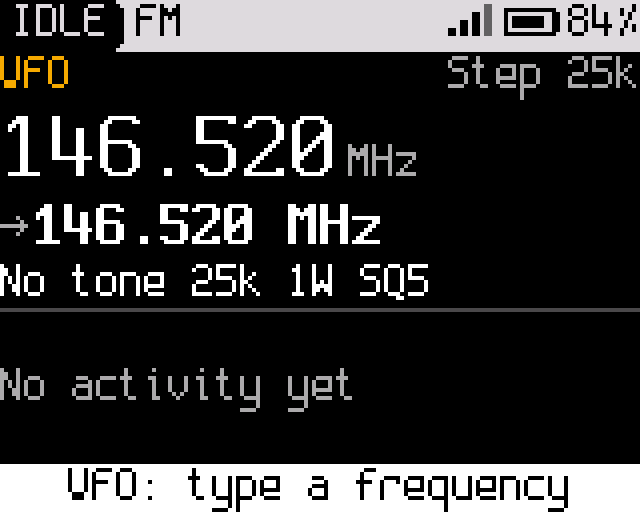 IDLE FM 84%
VFO Step 25k
146.520 MHz
→146.520 MHz
No tone 25k 1W SQ5
No activity yet
VFO: type a frequency